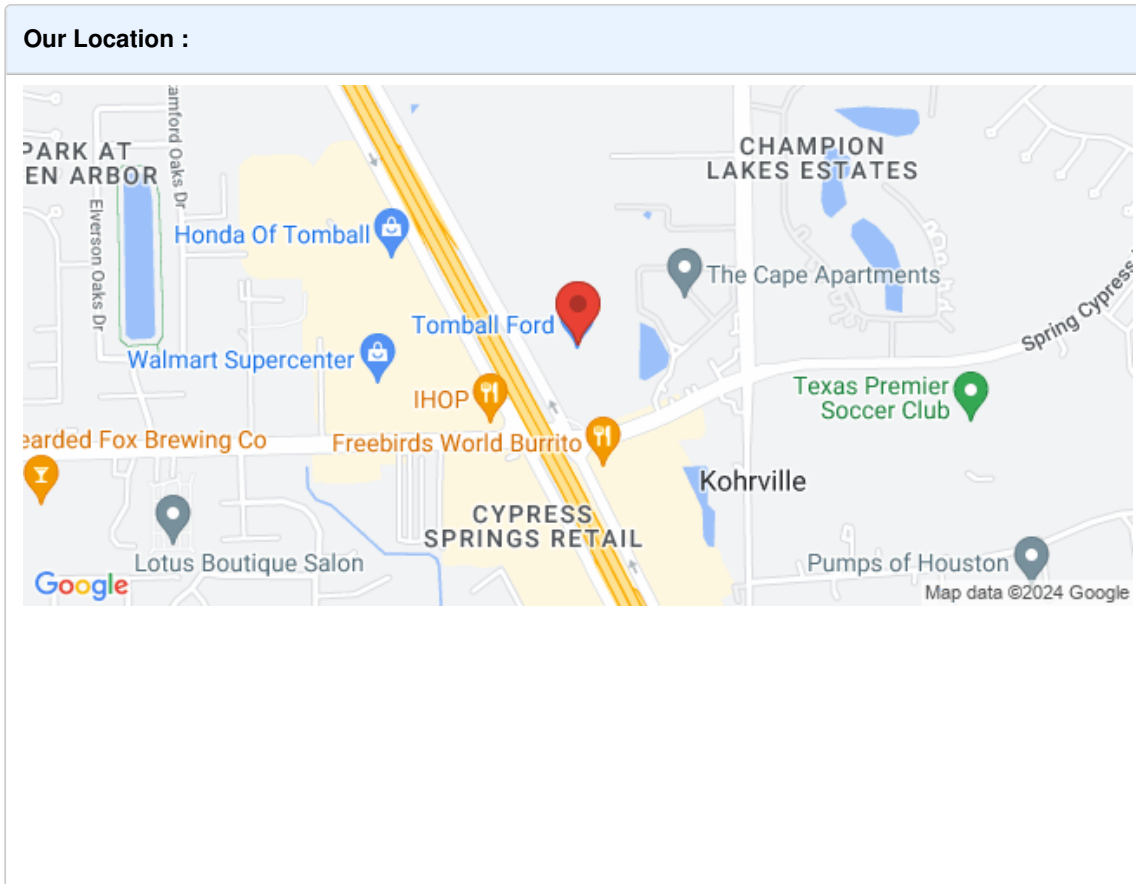 Our Location :
amford Oaks Dr
PARK AT
EN ARBOR
CHAMPION
LAKES ESTATES
Elverson Oaks Dr
Honda Of Tomball
The Cape Apartments
Tomball Ford
Spring Cypress
Walmart Supercenter
IHOP
Texas Premier
Soccer Club
earded Fox Brewing Co
Freebirds World Burrito
Kohrville
CYPRESS
SPRINGS RETAIL
Lotus Boutique Salon
Pumps of Houston
Google
Map data ©2024 Google